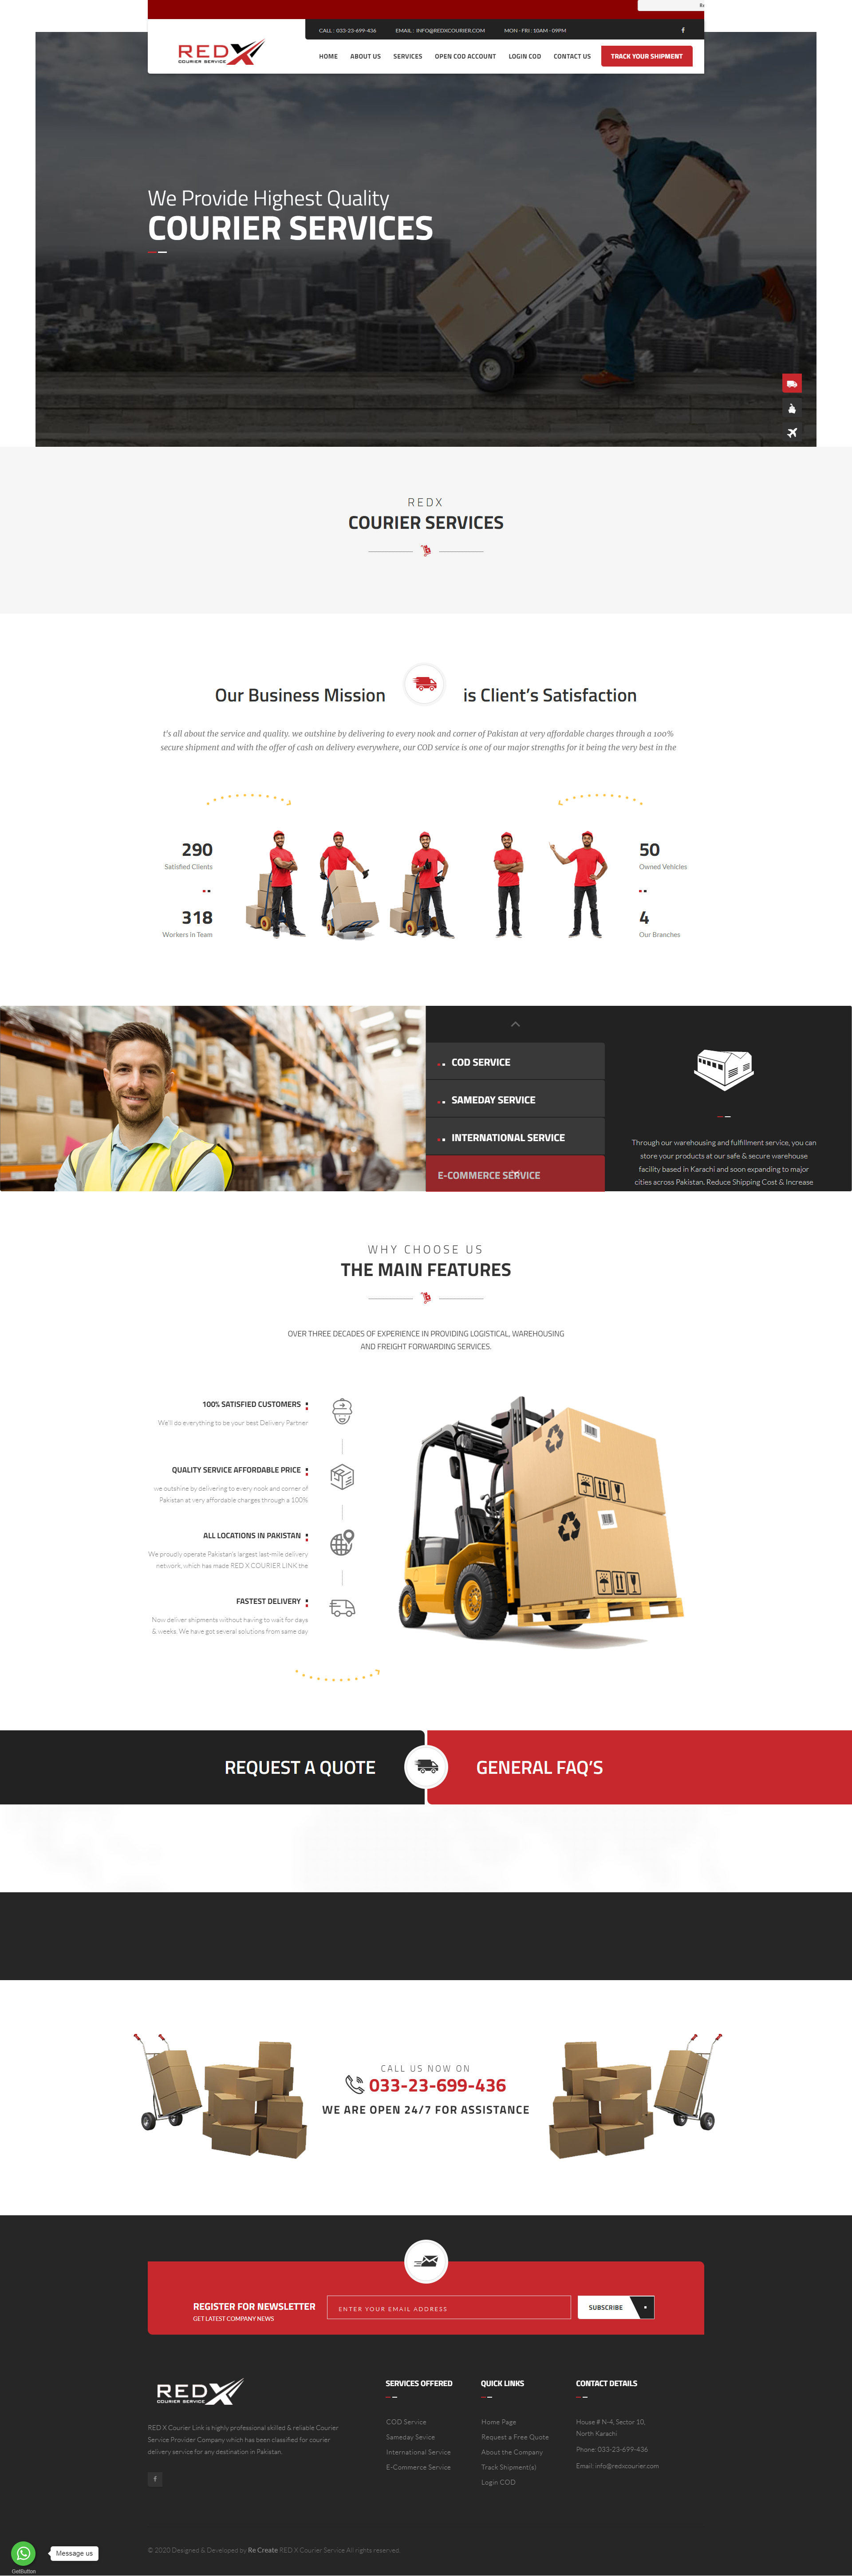 CALL : 033-23-699-436
EMAIL : INFO@REDXCOURIER.COM
MON - FRI : 10AM - 09PM
REDX
COURIER SERVICE
HOME
ABOUT US
SERVICES
OPEN COD ACCOUNT
LOGIN COD
CONTACT US
TRACK YOUR SHIPMENT
We Provide Highest Quality
COURIER SERVICES
REDX
COURIER SERVICES
Our Business Mission
is Client's Satisfaction
t's all about the service and quality. we outshine by delivering to every nook and corner of Pakistan at very affordable charges through a 100%
secure shipment and with the offer of cash on delivery everywhere, our COD service is one of our major strengths for it being the very best in the
290
Satisfied Clients
318
Workers in Team
50
Owned Vehicles
4
Our Branches
COD SERVICE
SAMEDAY SERVICE
INTERNATIONAL SERVICE
E-COMMERCE SERVICE
Through our warehousing and fulfillment service, you can
store your products at our safe & secure warehouse
facility based in Karachi and soon expanding to major
cities across Pakistan. Reduce Shipping Cost & Increase
WHY CHOOSE US
THE MAIN FEATURES
OVER THREE DECADES OF EXPERIENCE IN PROVIDING LOGISTICAL, WAREHOUSING
AND FREIGHT FORWARDING SERVICES.
100% SATISFIED CUSTOMERS
We'll do everything to be your best Delivery Partner
QUALITY SERVICE AFFORDABLE PRICE
we outshine by delivering to every nook and corner of
Pakistan at very affordable charges through a 100%
ALL LOCATIONS IN PAKISTAN
We proudly operate Pakistan's largest last-mile delivery
network, which has made RED X COURIER LINK the
FASTEST DELIVERY
Now deliver shipments without having to wait for days
& weeks. We have got several solutions from same day
REQUEST A QUOTE
GENERAL FAQ'S
CALL US NOW ON
033-23-699-436
WE ARE OPEN 24/7 FOR ASSISTANCE
REGISTER FOR NEWSLETTER
GET LATEST COMPANY NEWS
ENTER YOUR EMAIL ADDRESS
SUBSCRIBE
REDX
COURIER SERVICE
RED X Courier Link is highly professional skilled & reliable Courier
Service Provider Company which has been classified for courier
delivery service for any destination in Pakistan.
SERVICES OFFERED
COD Service
Sameday Sevice
International Service
E-Commerce Service
QUICK LINKS
Home Page
Request a Free Quote
About the Company
Track Shipment(s)
Login COD
CONTACT DETAILS
House # N-4, Sector 10,
North Karachi
Phone: 033-23-699-436
Email: info@redxcourier.com
© 2020 Designed & Developed by Re Create RED X Courier Service All rights reserved.
Message us
GetButton